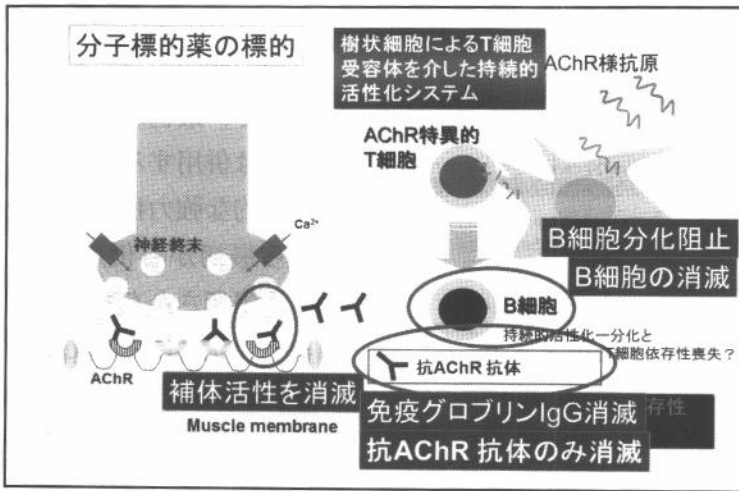 分子標的薬の標的
樹状細胞によるT細胞
受容体を介した持続的
活性化システム
AChR様抗原
AChR特異的
T細胞
Ca²⁺
神経終末
B細胞分化阻止
B細胞の消滅
B細胞
持続的活性化―分化と
T細胞依存性喪失？
抗AChR 抗体
AChR
補体活性を消滅
Muscle membrane
免疫グロブリンIgG消滅
存性
抗AChR 抗体のみ消滅